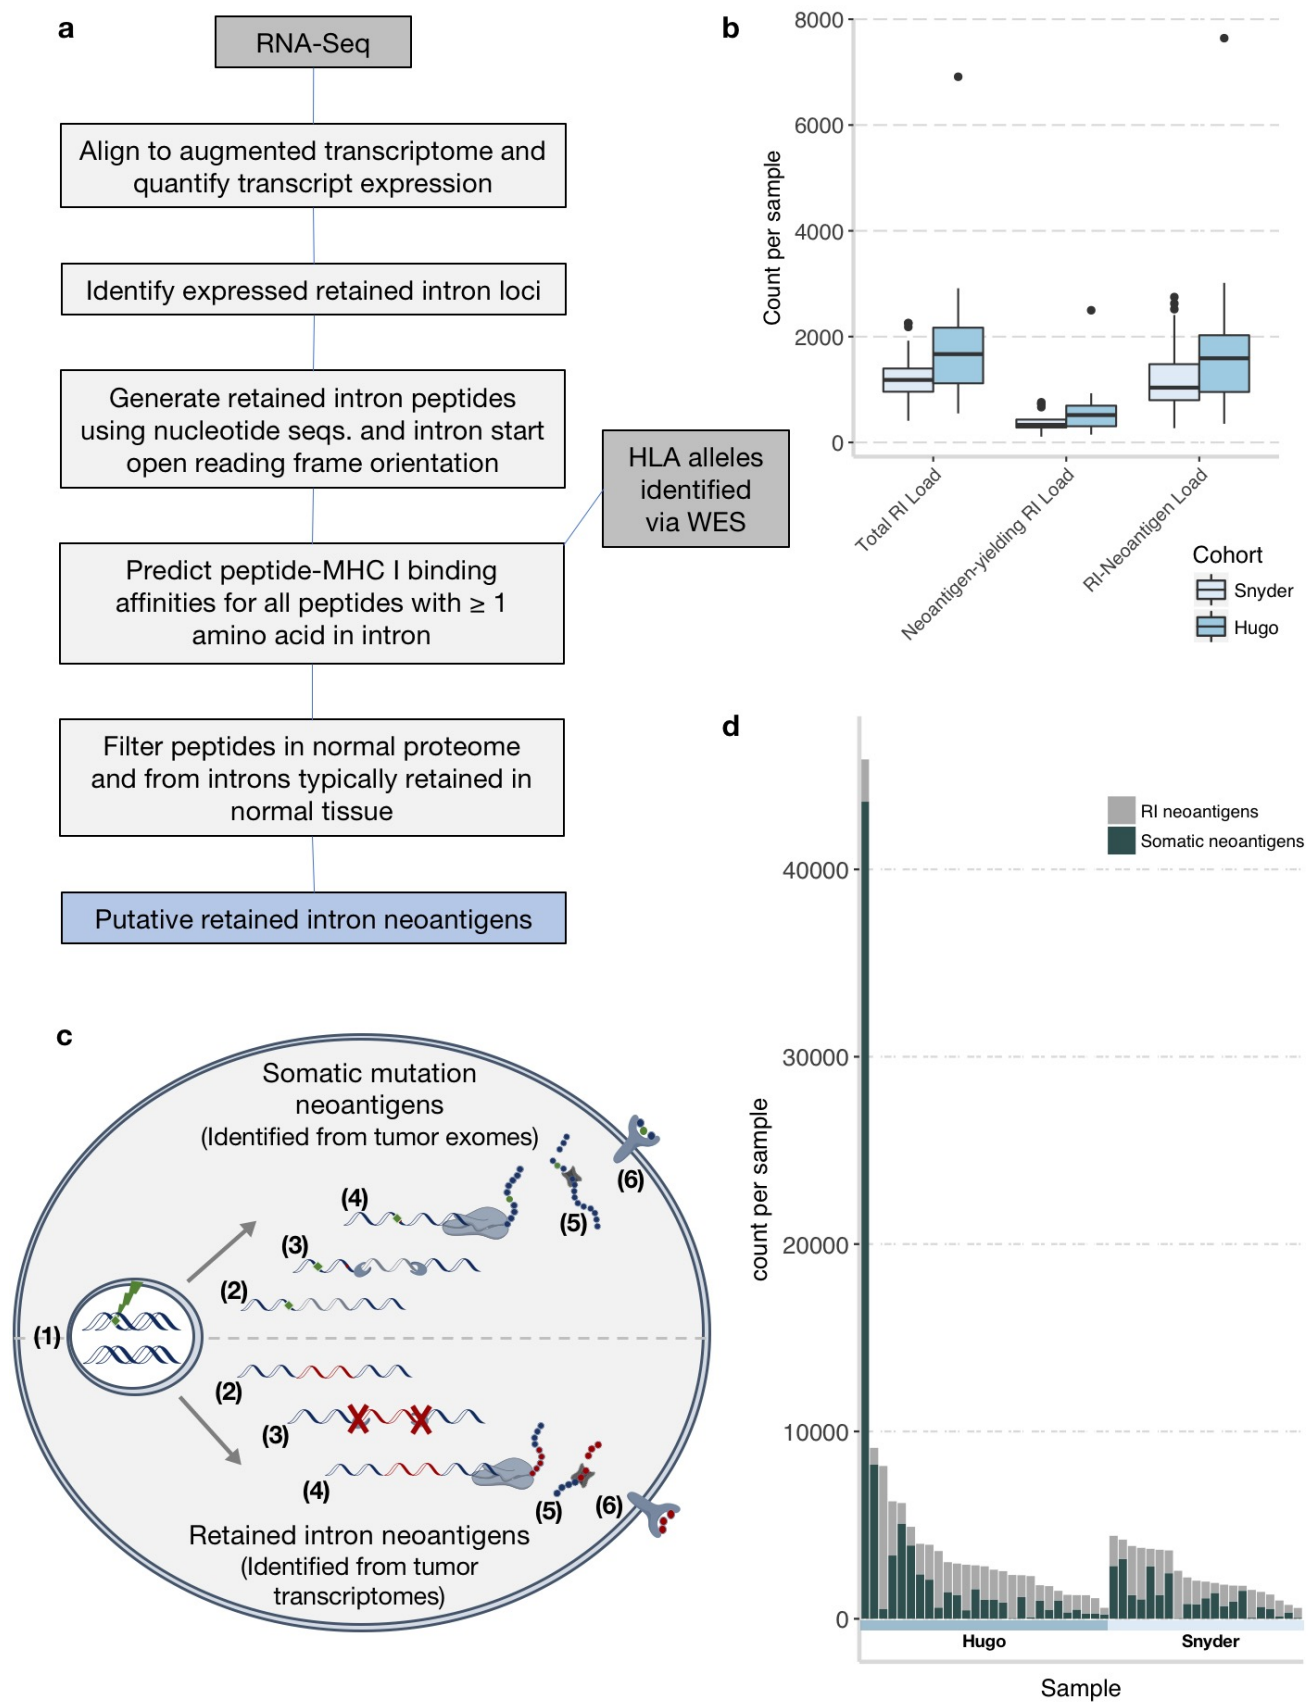 a
RNA-Seq
Align to augmented transcriptome and
quantify transcript expression
Identify expressed retained intron loci
Generate retained intron peptides
using nucleotide seqs. and intron start
open reading frame orientation
HLA alleles
identified
via WES
Predict peptide-MHC I binding
affinities for all peptides with ≥ 1
amino acid in intron
Filter peptides in normal proteome
and from introns typically retained in
normal tissue
Putative retained intron neoantigens
b
Count per sample
8000
6000
4000
2000
0
Total RI Load
Neoantigen-yielding RI Load
RI-Neoantigen Load
Cohort
Snyder
Hugo
c
Somatic mutation
neoantigens
(Identified from tumor exomes)
(6)
(5)
(4)
(3)
(2)
(1)
(2)
(3)
(4)
(5)
(6)
Retained intron neoantigens
(Identified from tumor
transcriptomes)
d
RI neoantigens
Somatic neoantigens
count per sample
40000
30000
20000
10000
0
Hugo
Snyder
Sample